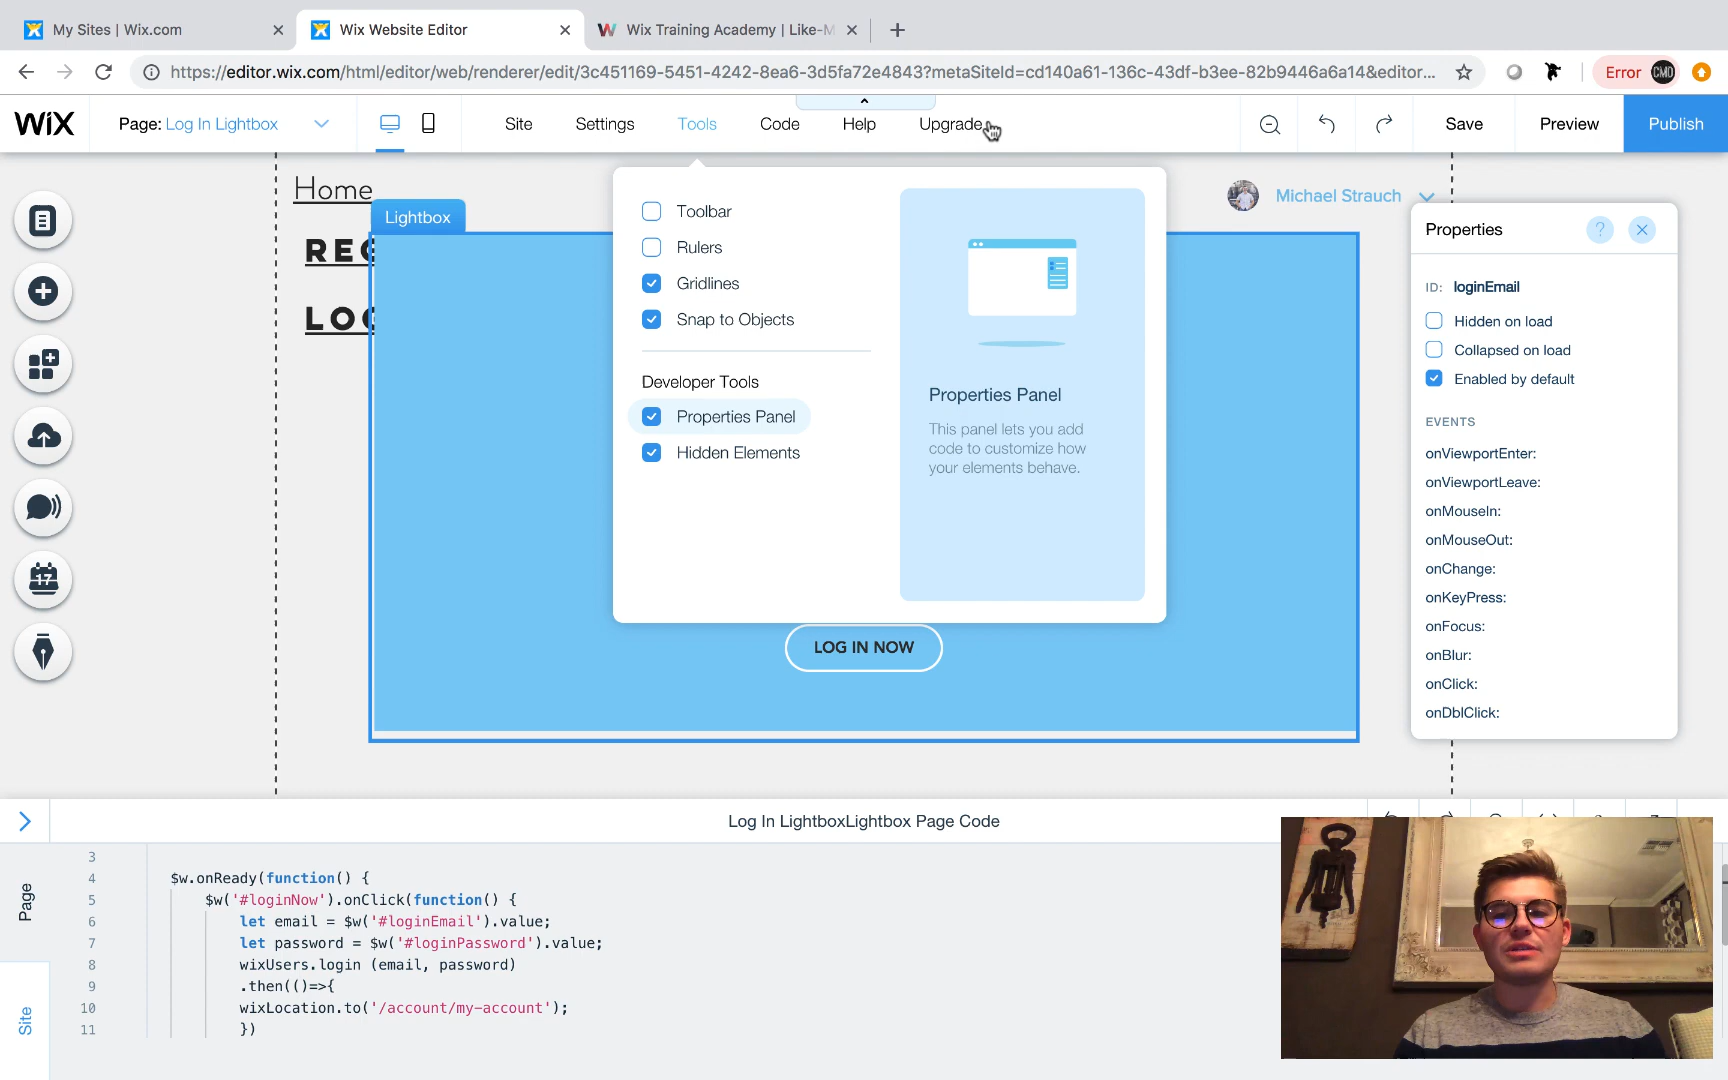 My Sites | Wix.com
Wix Website Editor
Wix Training Academy | Like-M
https://editor.wix.com/html/editor/web/renderer/edit/3c451169-5451-4242-8ea6-3d5fa72e4843?metaSiteId=cd140a61-136c-43df-b3ee-82b9446a6a14&editor...
Error
CMD
WIX
Page: Log In Lightbox
Site
Settings
Tools
Code
Help
Upgrade
Save
Preview
Publish
Home
Michael Strauch
Lightbox
REG
LOG
Toolbar
Rulers
Gridlines
Snap to Objects
Developer Tools
Properties Panel
Hidden Elements
Properties Panel
This panel lets you add
code to customize how
your elements behave.
LOG IN NOW
Properties
?
ID: loginEmail
Hidden on load
Collapsed on load
Enabled by default
EVENTS
onViewportEnter:
onViewportLeave:
onMouseIn:
onMouseOut:
onChange:
onKeyPress:
onFocus:
onBlur:
onClick:
onDblClick:
17
Log In LightboxLightbox Page Code
Page
Site
3
4 $w.onReady(function() {
5 $w('#loginNow').onClick(function() {
6 let email = $w('#loginEmail').value;
7 let password = $w('#loginPassword').value;
8 wixUsers.login (email, password)
9 .then(()=>{
10 wixLocation.to('/account/my-account');
11 })